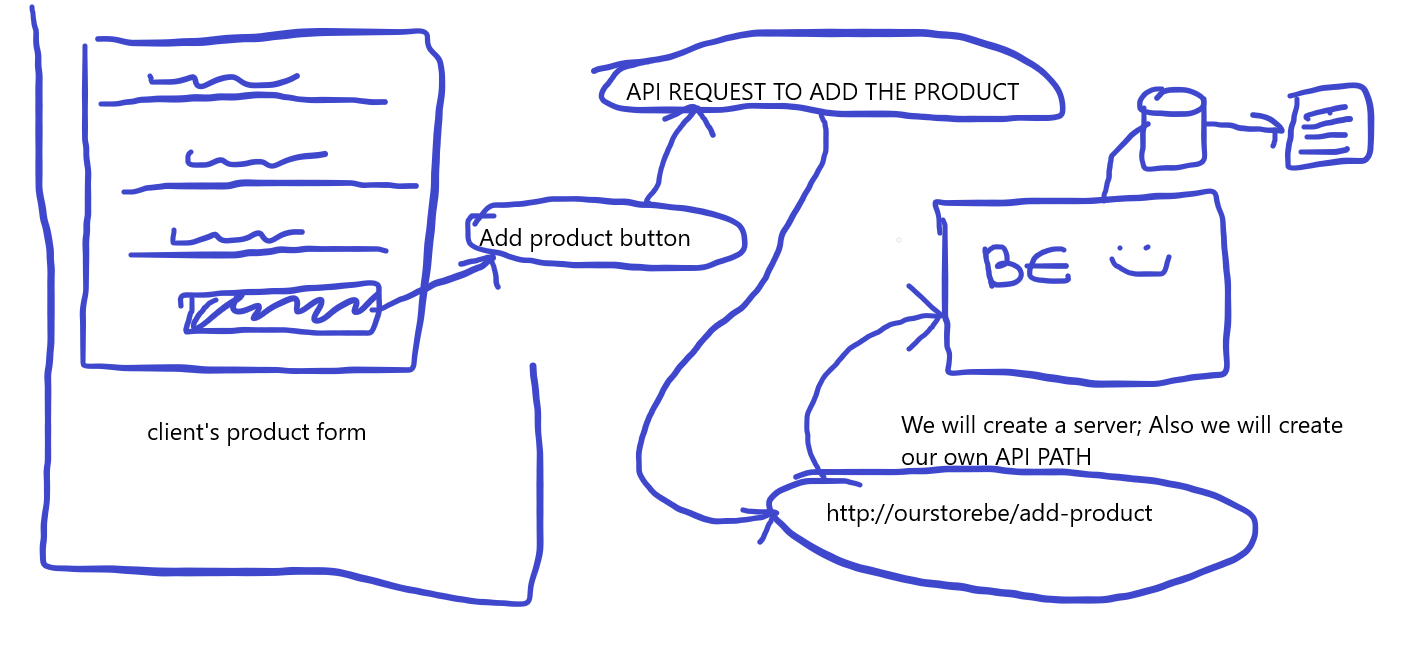 API REQUEST TO ADD THE PRODUCT
Add product button
BE
client's product form
We will create a server; Also we will create
our own API PATH
http://ourstorebe/add-product